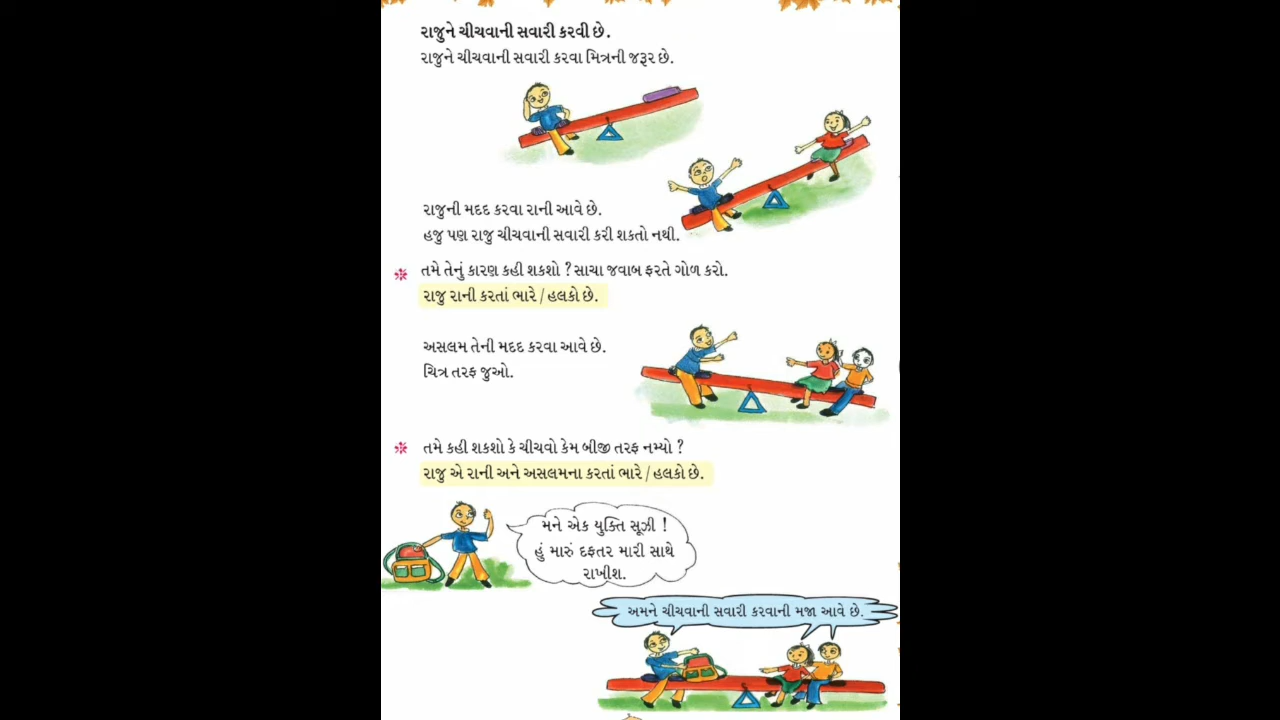 રાજુને ચીચવાની સવારી કરવી છે.
રાજુને ચીચવાની સવારી કરવા મિત્રની જરૂર છે.
રાજુની મદદ કરવા રાની આવે છે.
હજુ પણ રાજુ ચીચવાની સવારી કરી શકતો નથી.
તમે તેનું કારણ કહી શકશો ? સાચા જવાબ ફરતે ગોળ કરો.
રાજુ રાની કરતાં ભારે / હલકો છે.
અસલમ તેની મદદ કરવા આવે છે.
ચિત્ર તરફ જુઓ.
તમે કહી શકશો કે ચીચવો કેમ બીજી તરફ નમ્યો ?
રાજુ એ રાની અને અસલમના કરતાં ભારે / હલકો છે.
મને એક યુક્તિ સૂઝી !
હું મારું દફતર મારી સાથે
રાખીશ.
અમને ચીચવાની સવારી કરવાની મજા આવે છે.